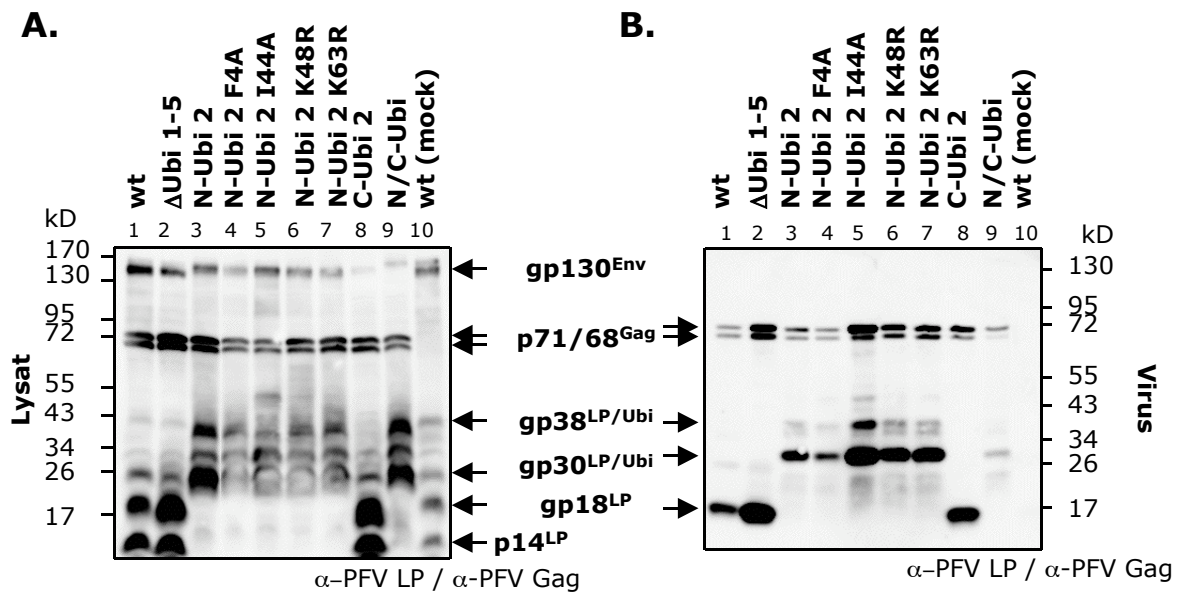 A.
wt
ΔUbi 1-5
N-Ubi 2
N-Ubi 2 F4A
N-Ubi 2 I44A
N-Ubi 2 K48R
N-Ubi 2 K63R
C-Ubi 2
N/C-Ubi
wt (mock)
kD
1 2 3 4 5 6 7 8 9 10
170
130
95
72
55
43
34
26
17
Lysat
gp130Env
p71/68Gag
gp38LP/Ubi
gp30LP/Ubi
gp18LP
p14LP
α–PFV LP / α-PFV Gag
B.
wt
ΔUbi 1-5
N-Ubi 2
N-Ubi 2 F4A
N-Ubi 2 I44A
N-Ubi 2 K48R
N-Ubi 2 K63R
C-Ubi 2
N/C-Ubi
wt (mock)
1 2 3 4 5 6 7 8 9 10 kD
130
95
72
55
43
34
26
17
Virus
α–PFV LP / α-PFV Gag